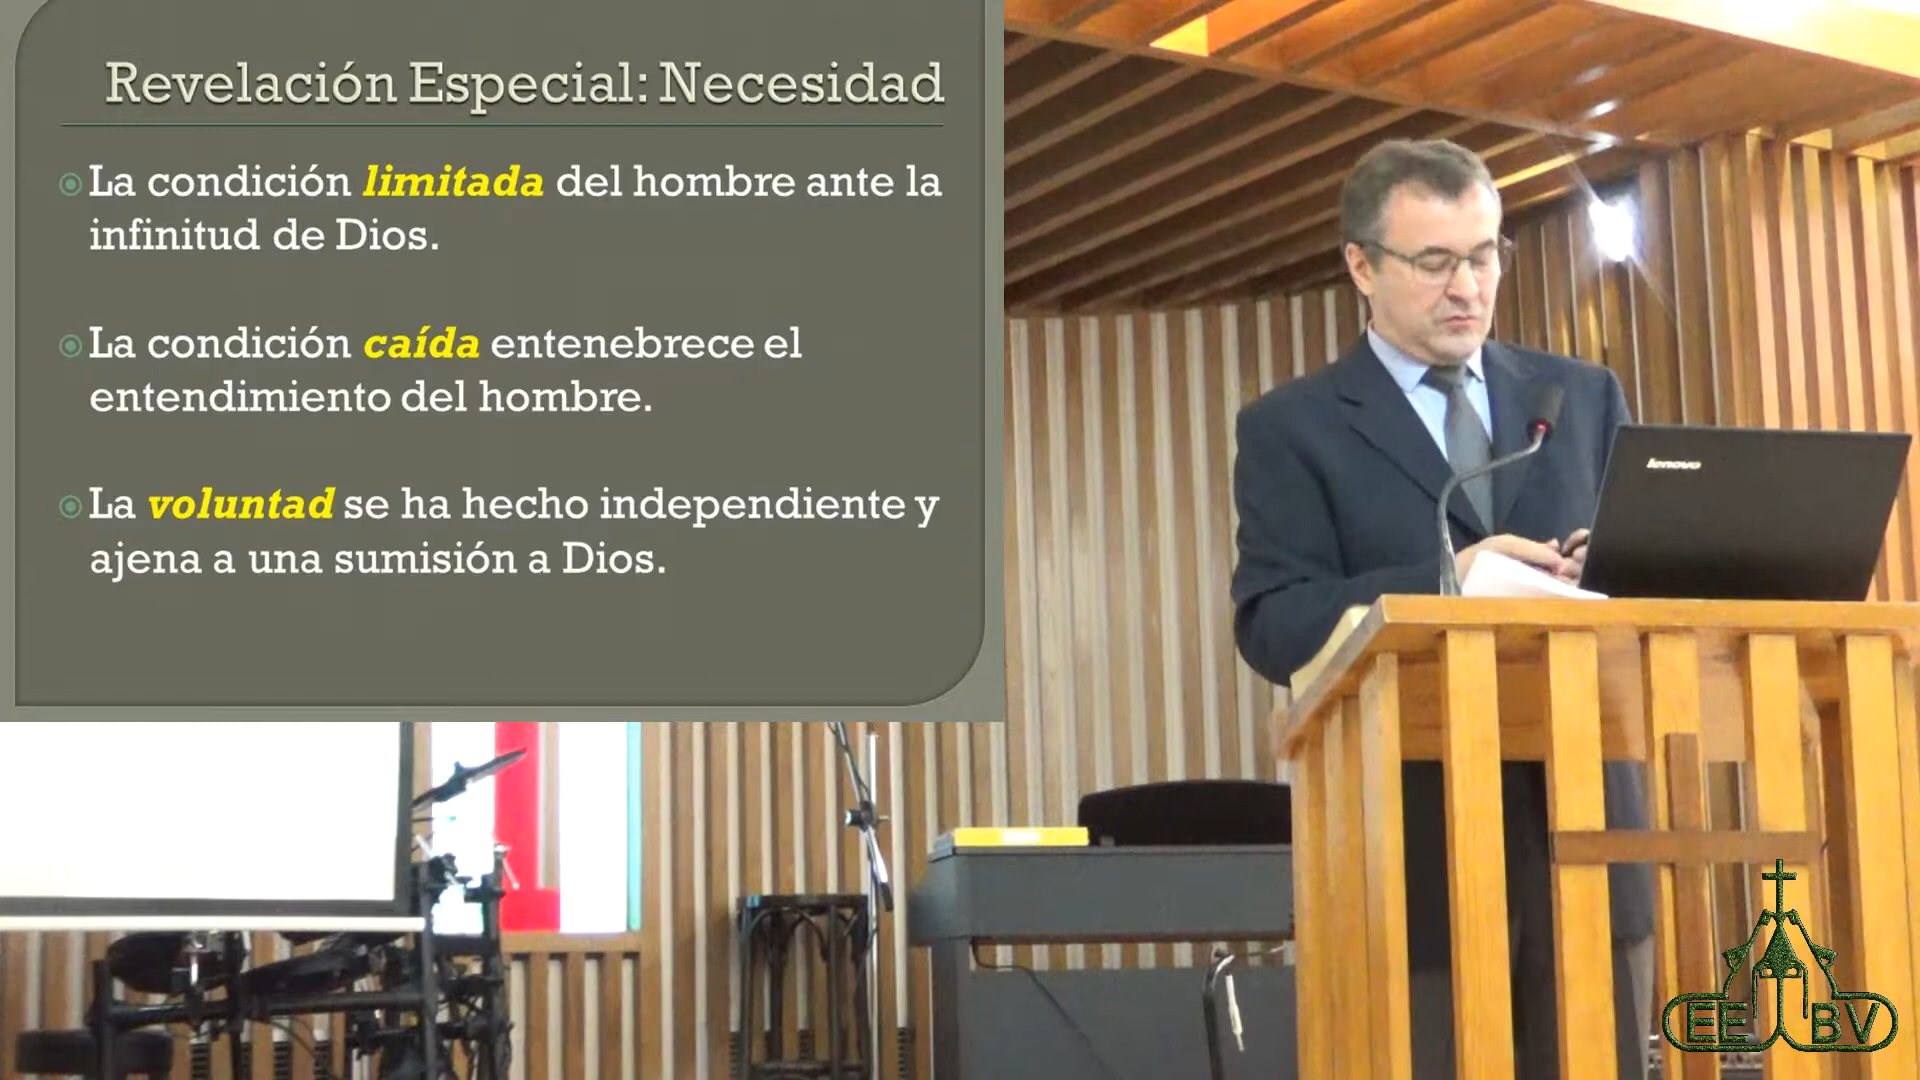 Revelación Especial: Necesidad
La condición limitada del hombre ante la
infinitud de Dios.
La condición caída entenebrece el
entendimiento del hombre.
La voluntad se ha hecho independiente y
ajena a una sumisión a Dios.
lenovo
EE BV